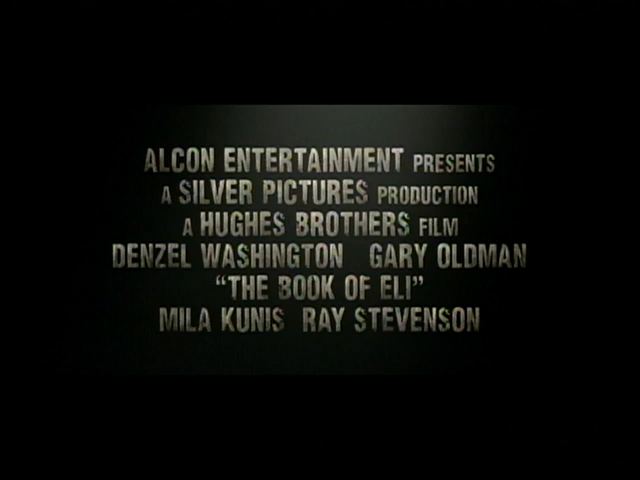 ALCON ENTERTAINMENT PRESENTS
A SILVER PICTURES PRODUCTION
A HUGHES BROTHERS FILM
DENZEL WASHINGTON GARY OLDMAN
“THE BOOK OF ELI”
MILA KUNIS RAY STEVENSON